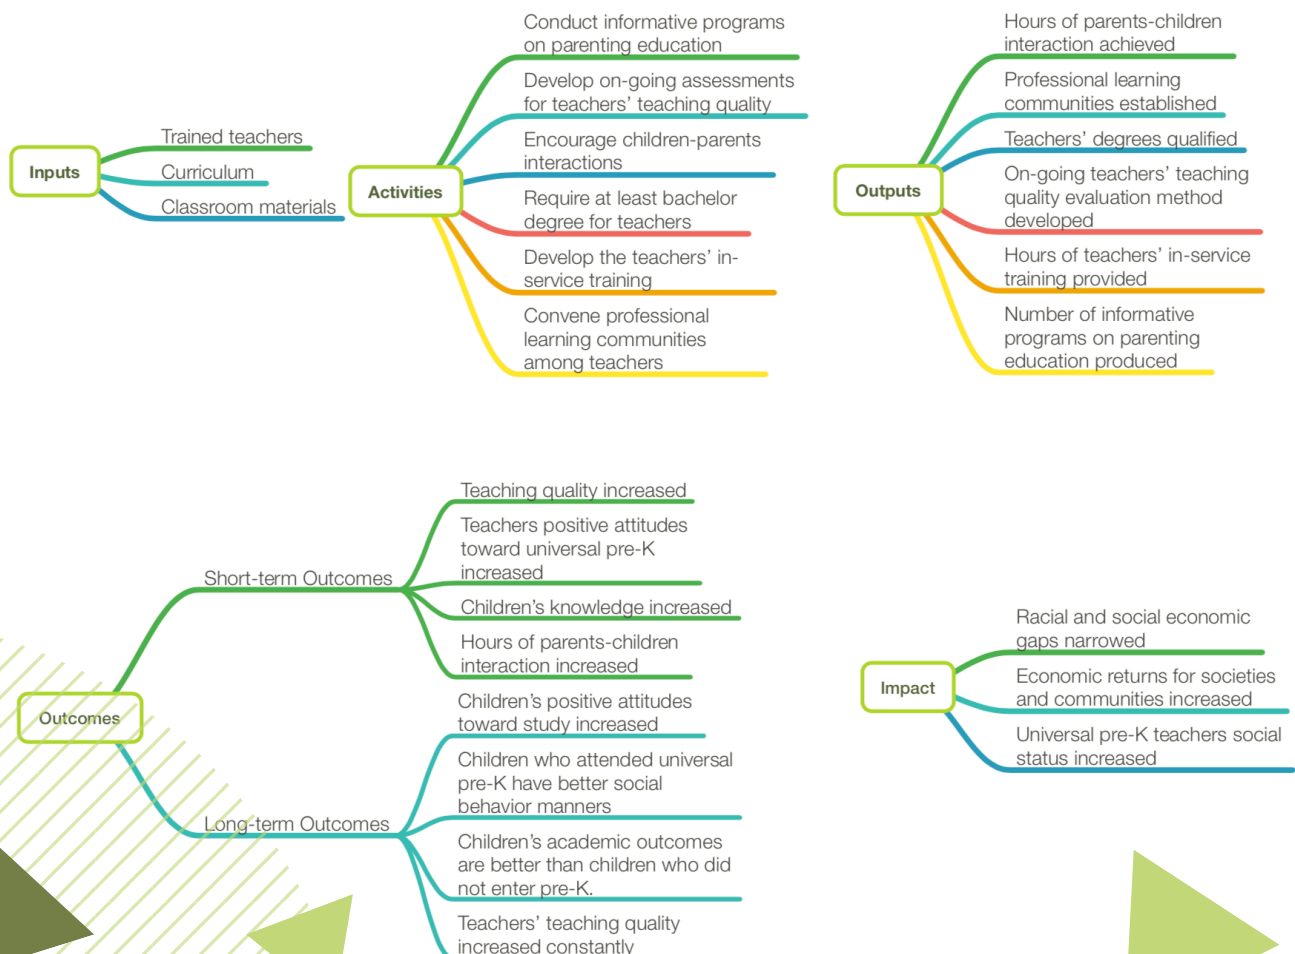 Inputs
Trained teachers
Curriculum
Classroom materials
Activities
Conduct informative programs
on parenting education
Develop on-going assessments
for teachers' teaching quality
Encourage children-parents
interactions
Require at least bachelor
degree for teachers
Develop the teachers' in-
service training
Convene professional
learning communities
among teachers
Outputs
Hours of parents-children
interaction achieved
Professional learning
communities established
Teachers' degrees qualified
On-going teachers' teaching
quality evaluation method
developed
Hours of teachers' in-service
training provided
Number of informative
programs on parenting
education produced
Outcomes
Short-term Outcomes
Teaching quality increased
Teachers positive attitudes
toward universal pre-K
increased
Children's knowledge increased
Hours of parents-children
interaction increased
Long-term Outcomes
Children's positive attitudes
toward study increased
Children who attended universal
pre-K have better social
behavior manners
Children's academic outcomes
are better than children who did
not enter pre-K.
Teachers' teaching quality
increased constantly
Impact
Racial and social economic
gaps narrowed
Economic returns for societies
and communities increased
Universal pre-K teachers social
status increased